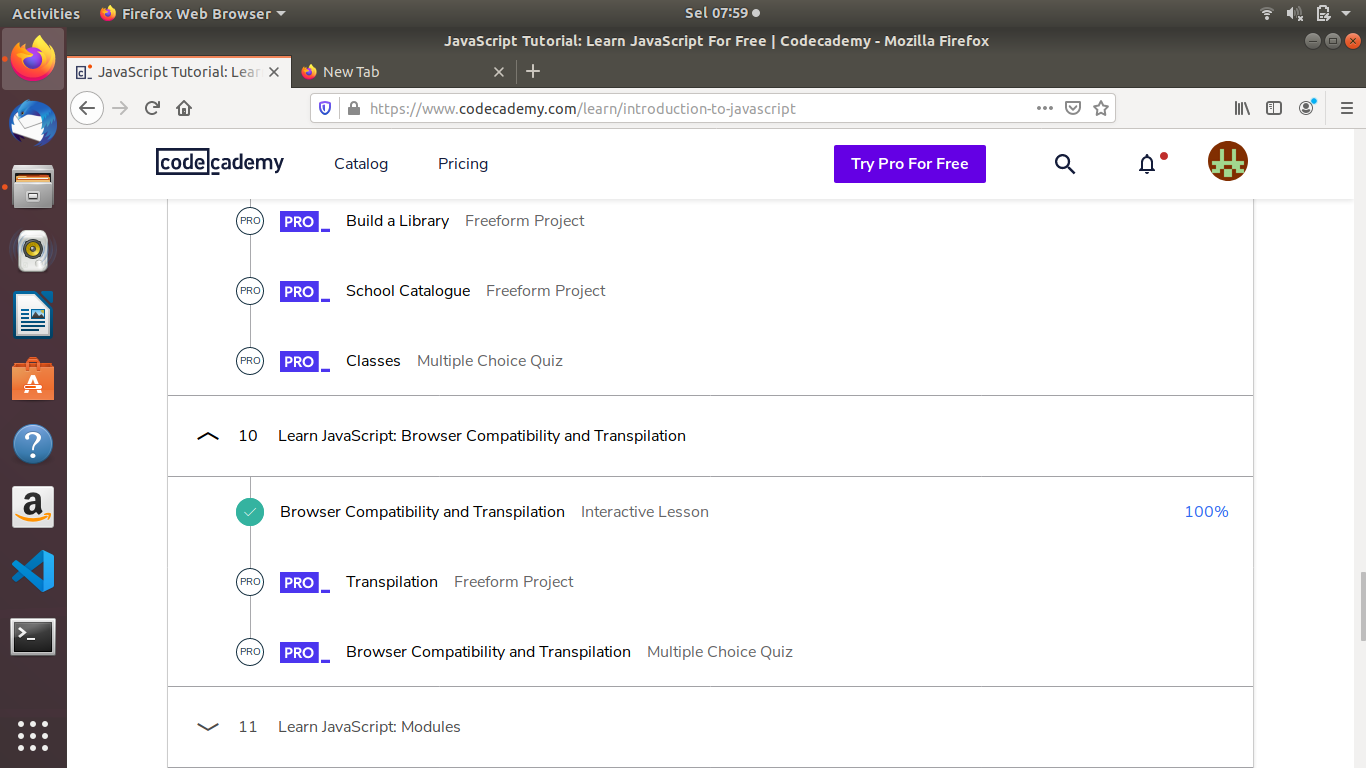 Activities Firefox Web Browser Sel 07:59
JavaScript Tutorial: Learn JavaScript For Free | Codecademy - Mozilla Firefox
JavaScript Tutorial: Lear New Tab
https://www.codecademy.com/learn/introduction-to-javascript
codecademy Catalog Pricing Try Pro For Free
PRO PRO Build a Library Freeform Project
PRO PRO School Catalogue Freeform Project
PRO PRO Classes Multiple Choice Quiz
10 Learn JavaScript: Browser Compatibility and Transpilation
Browser Compatibility and Transpilation Interactive Lesson 100%
PRO PRO Transpilation Freeform Project
PRO PRO Browser Compatibility and Transpilation Multiple Choice Quiz
11 Learn JavaScript: Modules